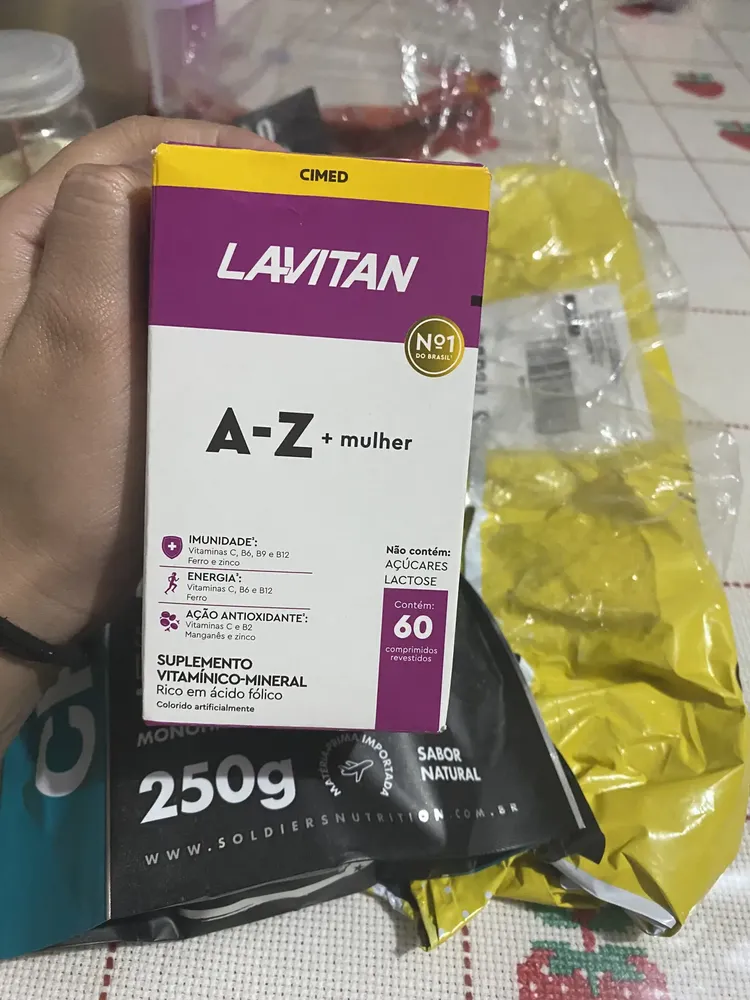 CIMED
LAVITAN
Nº1
DO BRASIL¹
A-Z + mulher
IMUNIDADE*:
Vitaminas C, B6, B9 e B12
Ferro e zinco
ENERGIA*:
Vitaminas C, B6 e B12
Ferro
AÇÃO ANTIOXIDANTE*:
Vitaminas C e B2
Manganês e zinco
SUPLEMENTO
VITAMÍNICO-MINERAL
Rico em ácido fólico
Colorido artificialmente
Não contém:
AÇÚCARES
LACTOSE
Contém:
60
comprimidos
revestidos
250g
MATÉRIA PRIMA IMPORTADA
SABOR
NATURAL
WWW.SOLDIERSNUTRITION.COM.BR